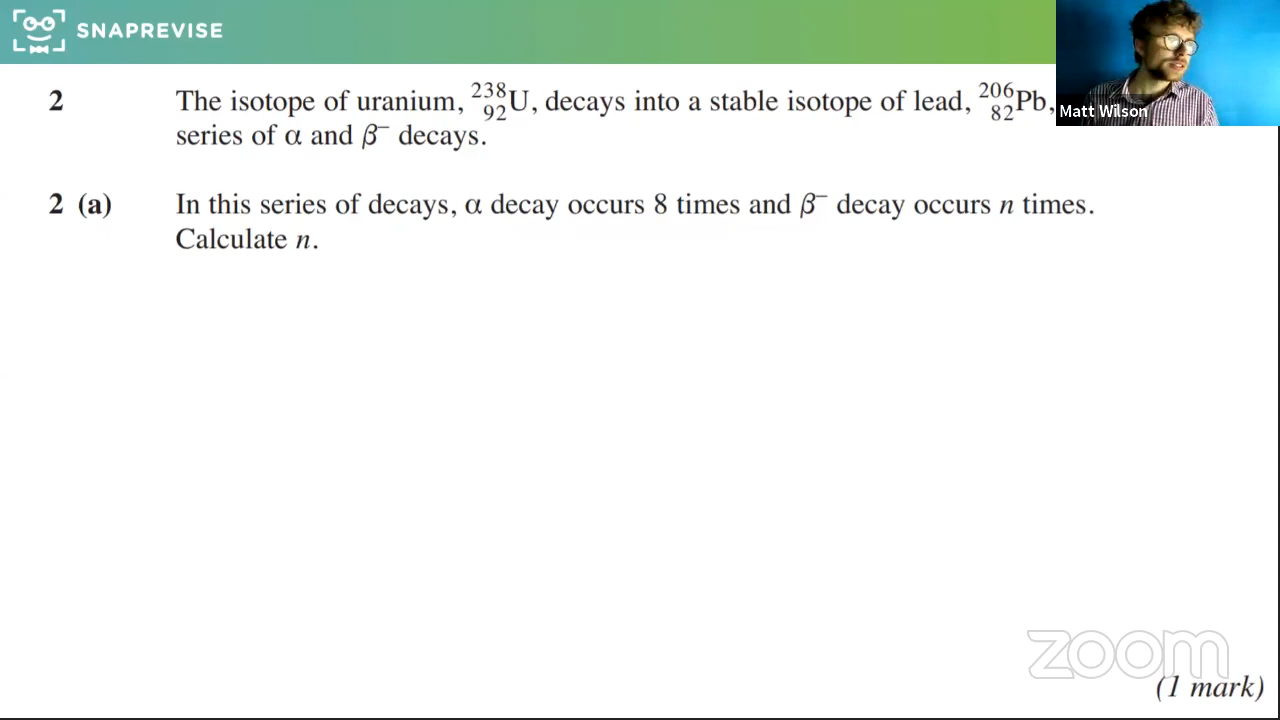 SNAPREVISE
2 The isotope of uranium, ²³⁸₉₂U, decays into a stable isotope of lead, ²⁰⁶₈₂Pb,
series of α and β⁻ decays.
Matt Wilson
2 (a) In this series of decays, α decay occurs 8 times and β⁻ decay occurs n times.
Calculate n.
zoom
(1 mark)